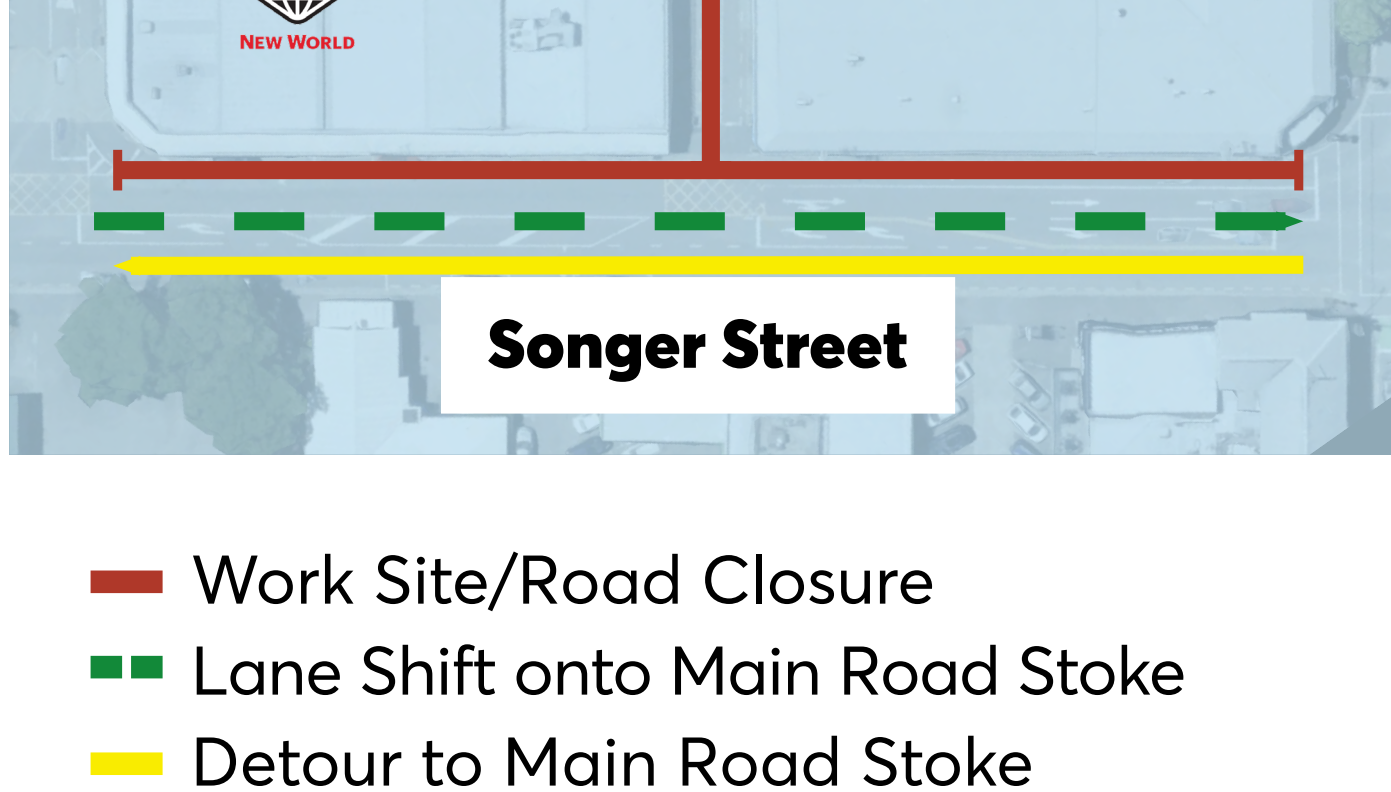 NEW WORLD
Songer Street
Work Site/Road Closure
Lane Shift onto Main Road Stoke
Detour to Main Road Stoke